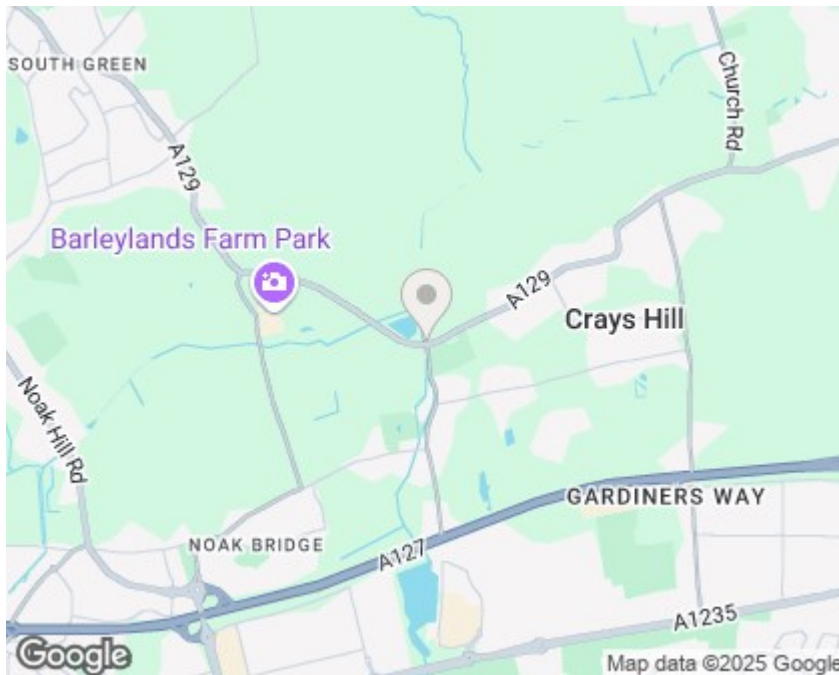 SOUTH GREEN
Church Rd
A129
Barleylands Farm Park
A129
Crays Hill
Noak Hill Rd
GARDINERS WAY
NOAK BRIDGE
A127
A1235
Google
Map data ©2025 Google